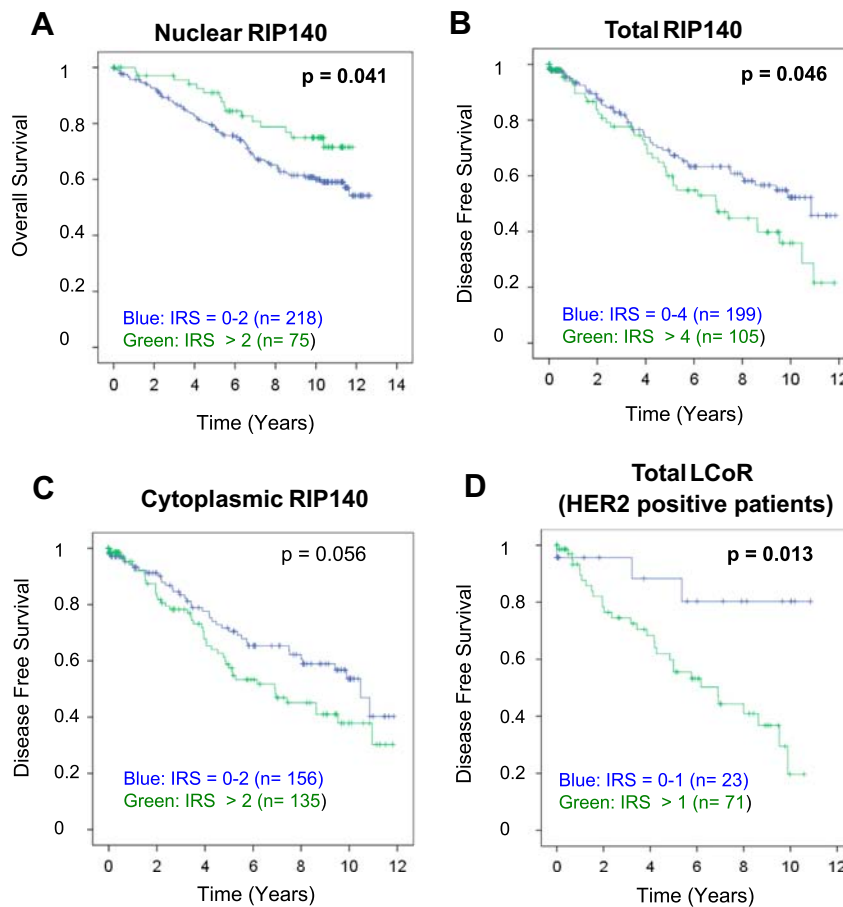 A
Nuclear RIP140
p = 0.041
Overall Survival
1
0.8
0.6
0.4
0.2
0
Blue: IRS = 0-2 (n= 218)
Green: IRS > 2 (n= 75)
0 2 4 6 8 10 12 14
Time (Years)
B
Total RIP140
p = 0.046
Disease Free Survival
1
0.8
0.6
0.4
0.2
0
Blue: IRS = 0-4 (n= 199)
Green: IRS > 4 (n= 105)
0 2 4 6 8 10 12
Time (Years)
C
Cytoplasmic RIP140
p = 0.056
Disease Free Survival
1
0.8
0.6
0.4
0.2
0
Blue: IRS = 0-2 (n= 156)
Green: IRS > 2 (n= 135)
0 2 4 6 8 10 12
Time (Years)
D
Total LCoR
(HER2 positive patients)
p = 0.013
Disease Free Survival
1
0.8
0.6
0.4
0.2
0
Blue: IRS = 0-1 (n= 23)
Green: IRS > 1 (n= 71)
0 2 4 6 8 10 12
Time (Years)